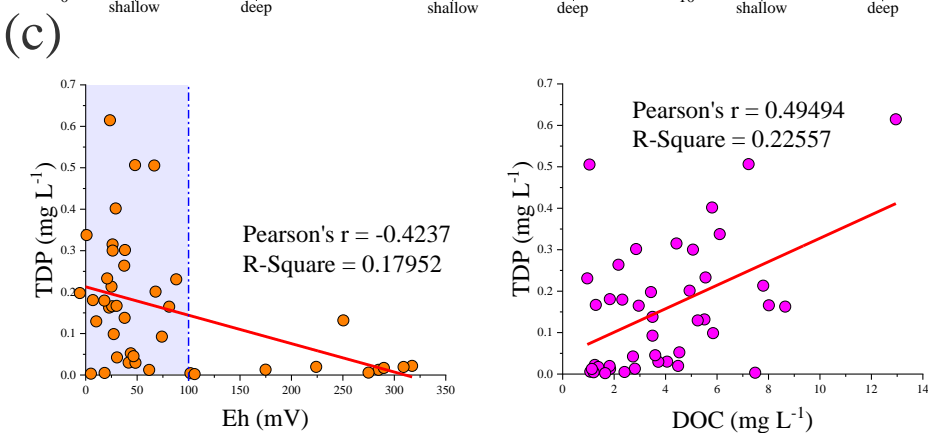 shallow deep shallow deep shallow deep
(c)
0.7
0.6
0.5
0.4
0.3
0.2
0.1
0.0
TDP (mg L⁻¹)
Pearson's r = -0.4237
R-Square = 0.17952
0 50 100 150 200 250 300 350
Eh (mV)
0.7
0.6
0.5
0.4
0.3
0.2
0.1
0.0
TDP (mg L⁻¹)
Pearson's r = 0.49494
R-Square = 0.22557
2 4 6 8 10 12 14
DOC (mg L⁻¹)